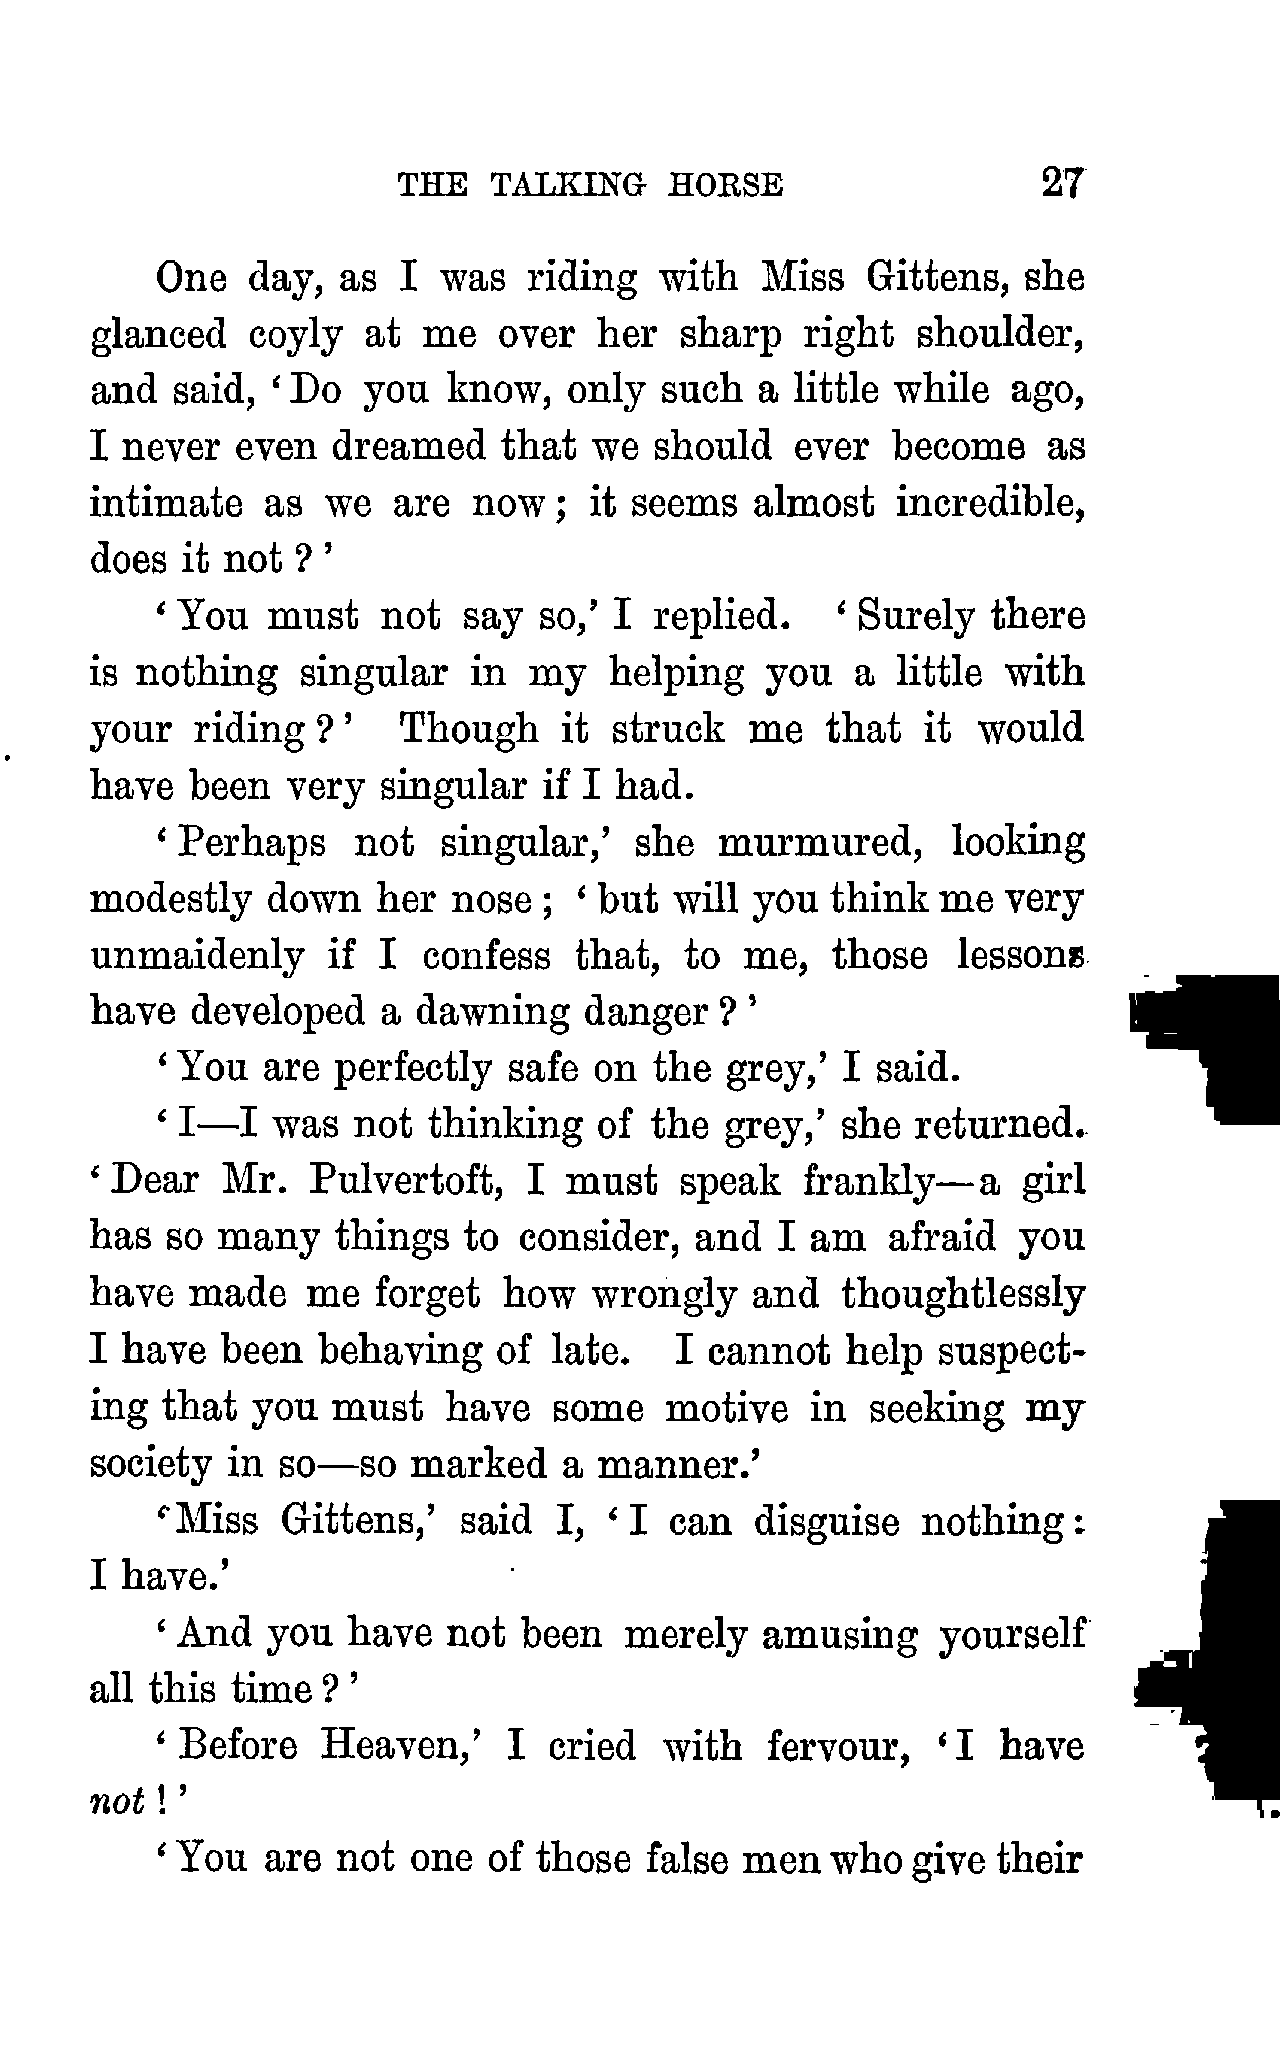 THE TALKING HORSE 27
One day, as I was riding with Miss Gittens, she
glanced coyly at me over her sharp right shoulder,
and said, ‘Do you know, only such a little while ago,
I never even dreamed that we should ever become as
intimate as we are now; it seems almost incredible,
does it not?’
‘You must not say so,’ I replied. ‘Surely there
is nothing singular in my helping you a little with
your riding?’ Though it struck me that it would
have been very singular if I had.
‘Perhaps not singular,’ she murmured, looking
modestly down her nose; ‘but will you think me very
unmaidenly if I confess that, to me, those lessons
have developed a dawning danger?’
‘You are perfectly safe on the grey,’ I said.
‘I—I was not thinking of the grey,’ she returned.
‘Dear Mr. Pulvertoft, I must speak frankly—a girl
has so many things to consider, and I am afraid you
have made me forget how wrongly and thoughtlessly
I have been behaving of late. I cannot help suspect-
ing that you must have some motive in seeking my
society in so—so marked a manner.’
‘Miss Gittens,’ said I, ‘I can disguise nothing:
I have.’
‘And you have not been merely amusing yourself
all this time?’
‘Before Heaven,’ I cried with fervour, ‘I have
not!’
‘You are not one of those false men who give their